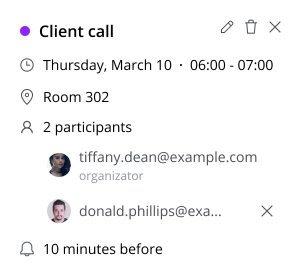 Client call
Thursday, March 10 · 06:00 - 07:00
Room 302
2 participants
tiffany.dean@example.com
organizator
donald.phillips@exa...
10 minutes before